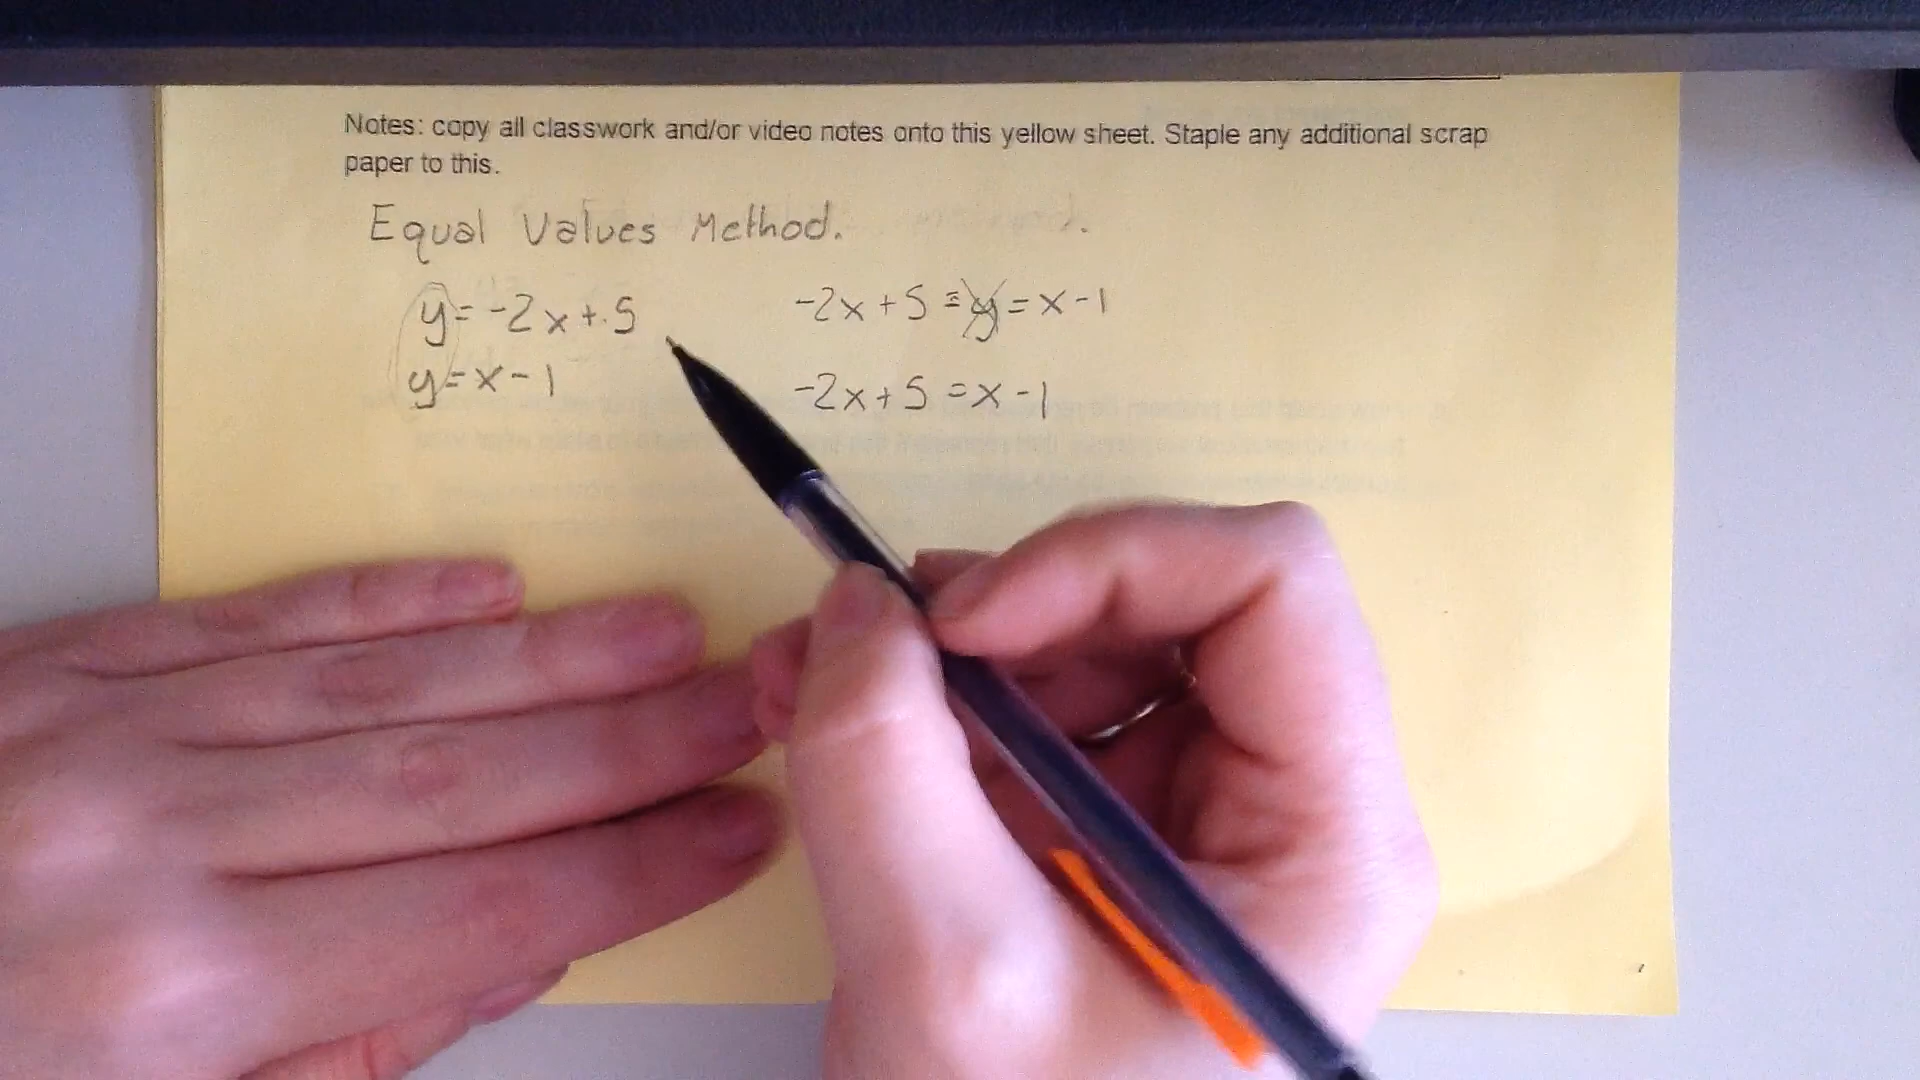 Notes: copy all classwork and/or video notes onto this yellow sheet. Staple any additional scrap
paper to this.
Equal Values Method.
y = -2x + 5
y = x - 1
-2x + 5 = y = x - 1
-2x + 5 = x - 1